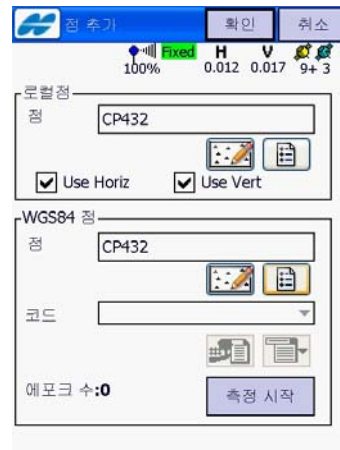 점 추가 확인 취소
Fixed H V
100% 0.012 0.017 9+ 3
로컬점
점 CP432
Use Horiz Use Vert
WGS84 점
점 CP432
코드
에포크 수:0 측정 시작